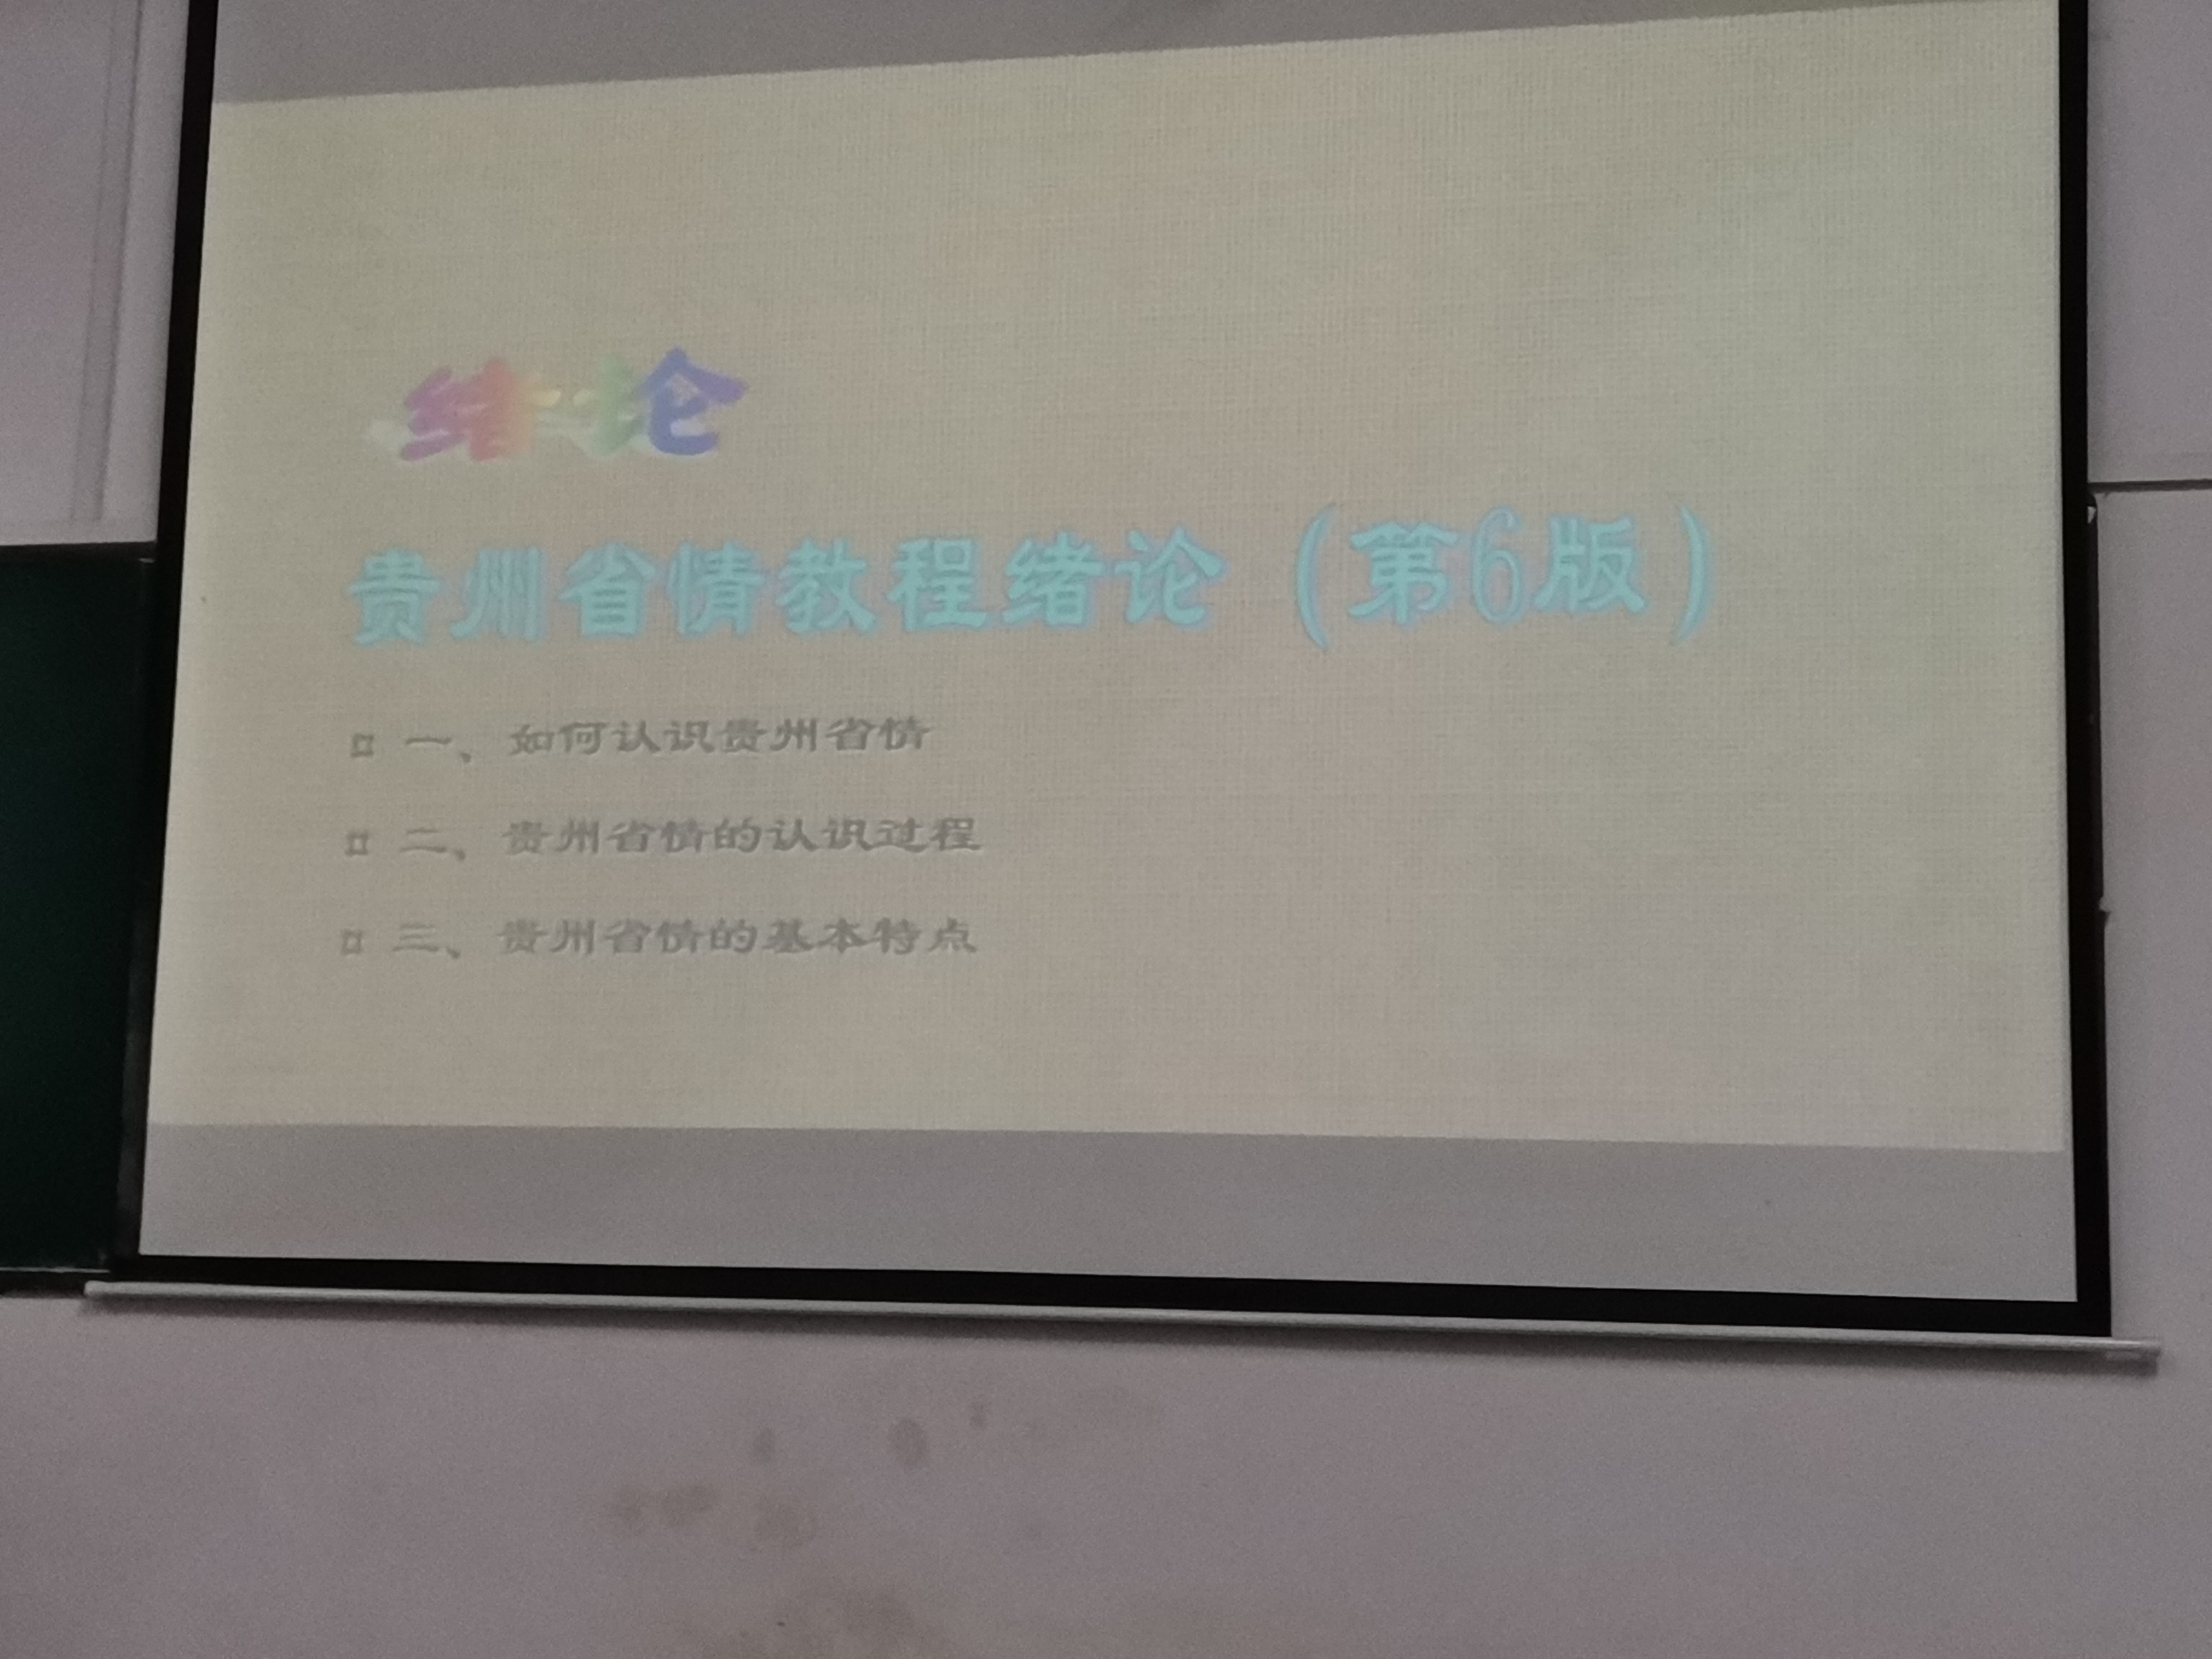 绪论
贵州省情教程绪论（第6版）
一、如何认识贵州省情
二、贵州省情的认识过程
三、贵州省情的基本特点